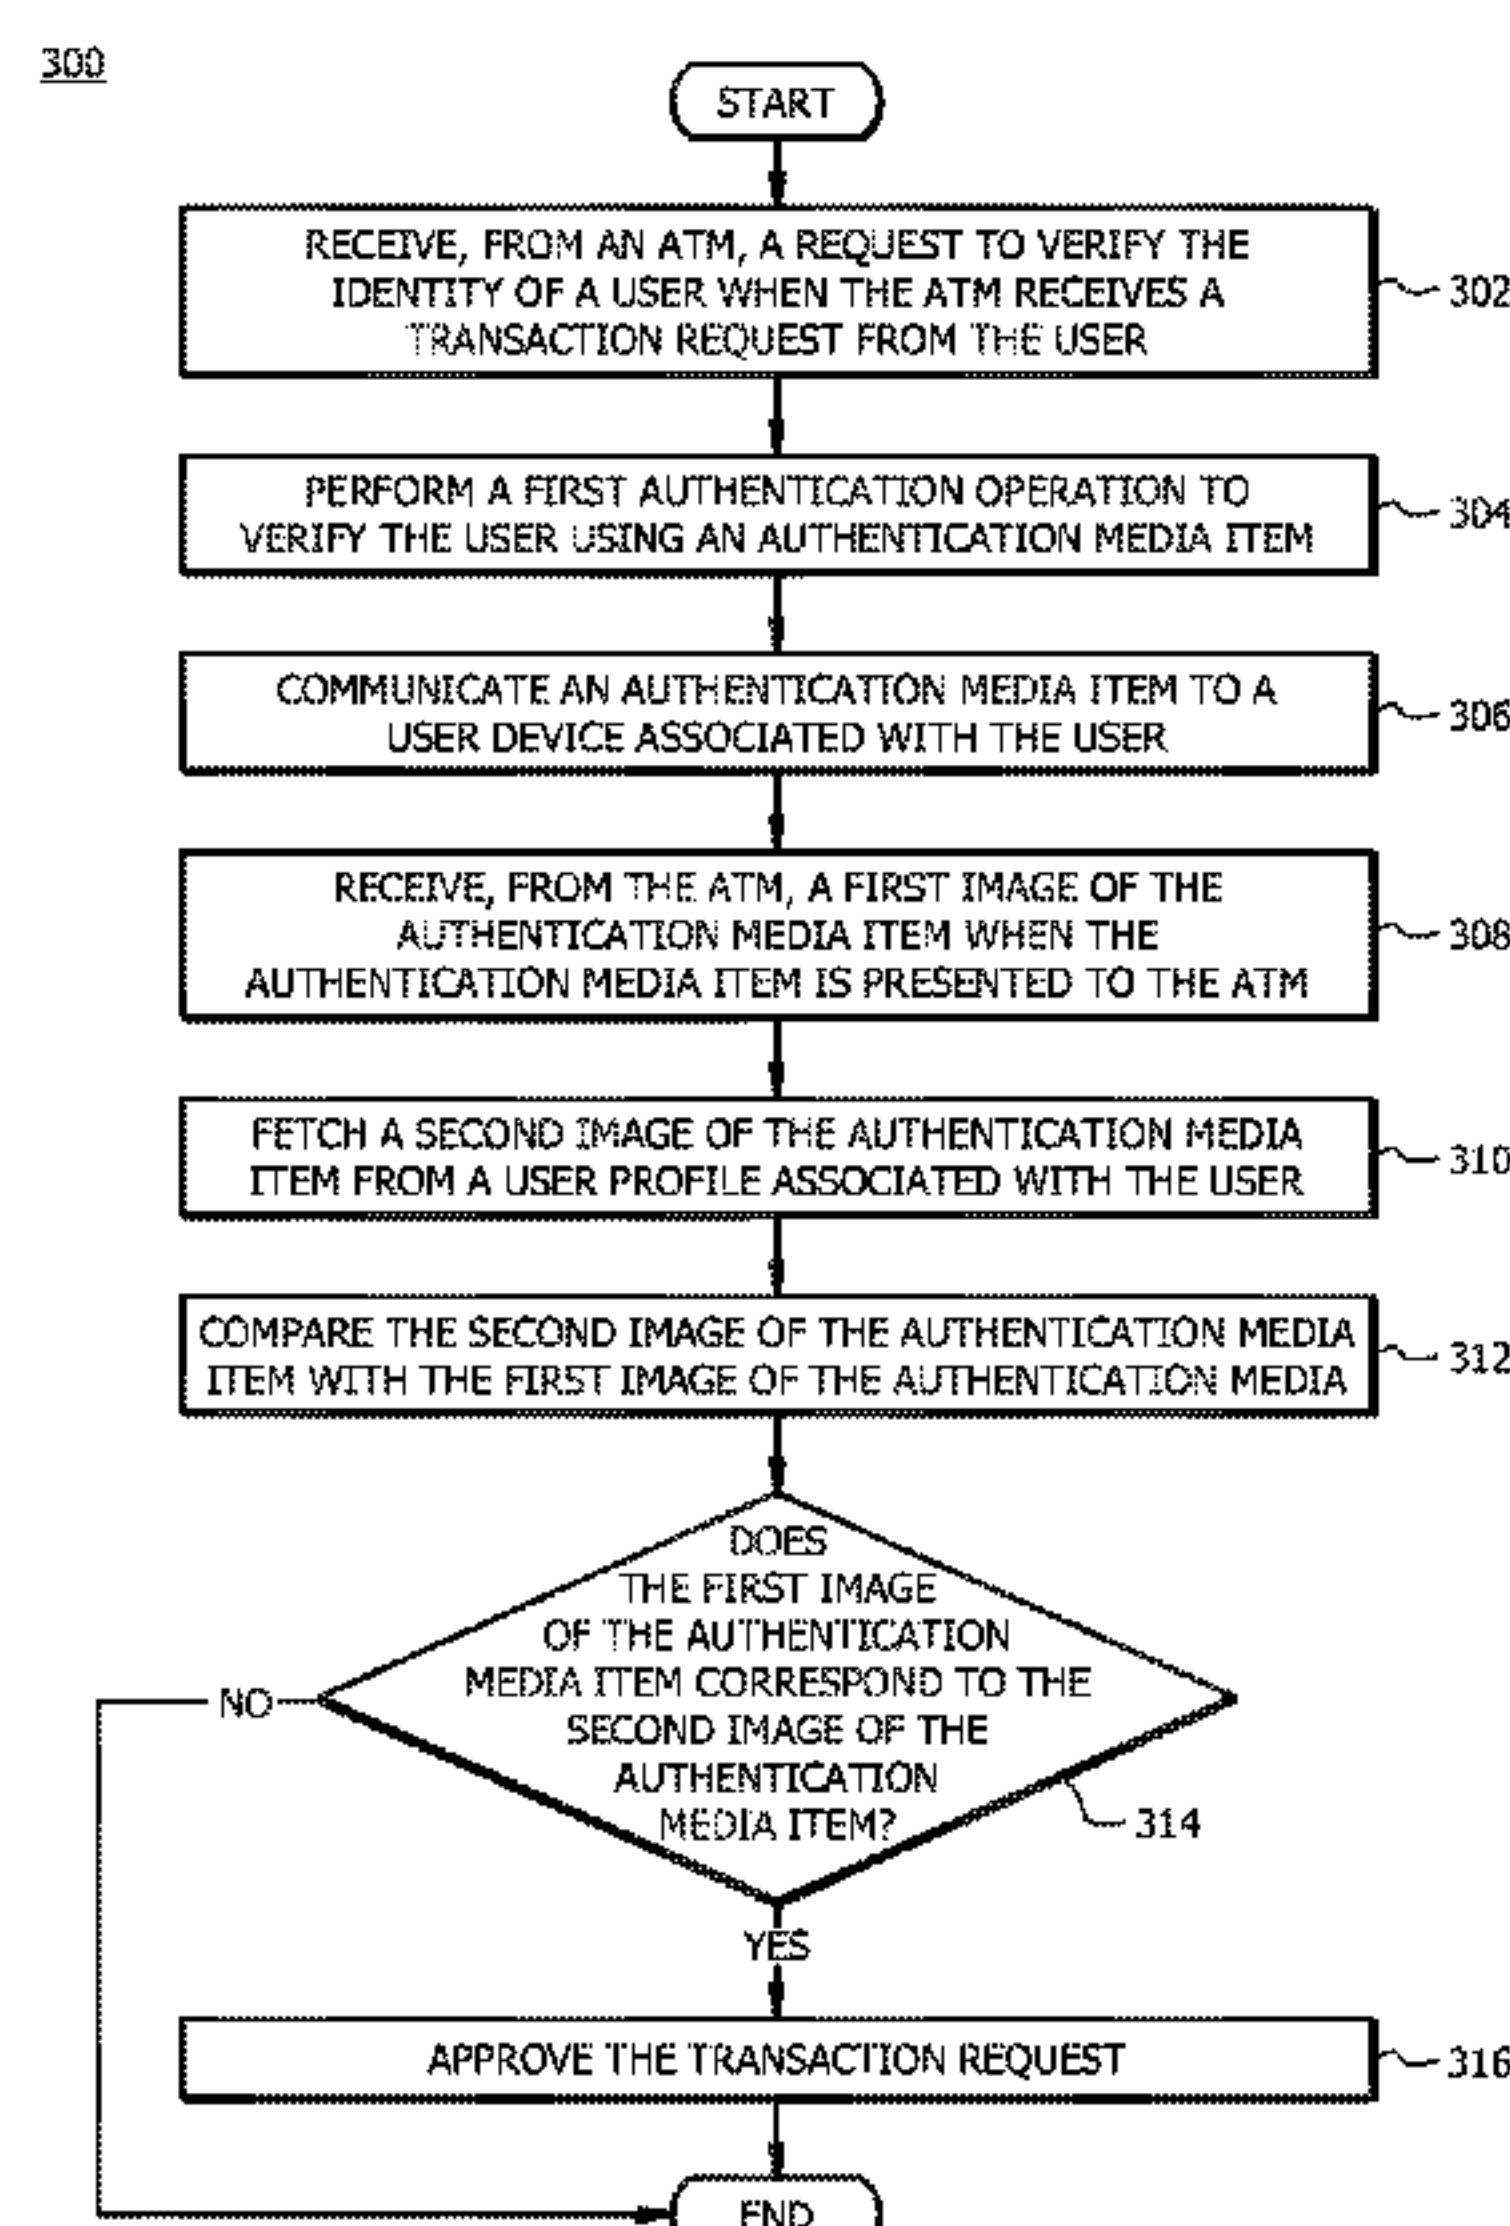 300
START
RECEIVE, FROM AN ATM, A REQUEST TO VERIFY THE
IDENTITY OF A USER WHEN THE ATM RECEIVES A
TRANSACTION REQUEST FROM THE USER
302
PERFORM A FIRST AUTHENTICATION OPERATION TO
VERIFY THE USER USING AN AUTHENTICATION MEDIA ITEM
304
COMMUNICATE AN AUTHENTICATION MEDIA ITEM TO A
USER DEVICE ASSOCIATED WITH THE USER
306
RECEIVE, FROM THE ATM, A FIRST IMAGE OF THE
AUTHENTICATION MEDIA ITEM WHEN THE
AUTHENTICATION MEDIA ITEM IS PRESENTED TO THE ATM
308
FETCH A SECOND IMAGE OF THE AUTHENTICATION MEDIA
ITEM FROM A USER PROFILE ASSOCIATED WITH THE USER
310
COMPARE THE SECOND IMAGE OF THE AUTHENTICATION MEDIA
ITEM WITH THE FIRST IMAGE OF THE AUTHENTICATION MEDIA
312
DOES
THE FIRST IMAGE
OF THE AUTHENTICATION
MEDIA ITEM CORRESPOND TO THE
SECOND IMAGE OF THE
AUTHENTICATION
MEDIA ITEM?
NO
314
YES
APPROVE THE TRANSACTION REQUEST
316
END